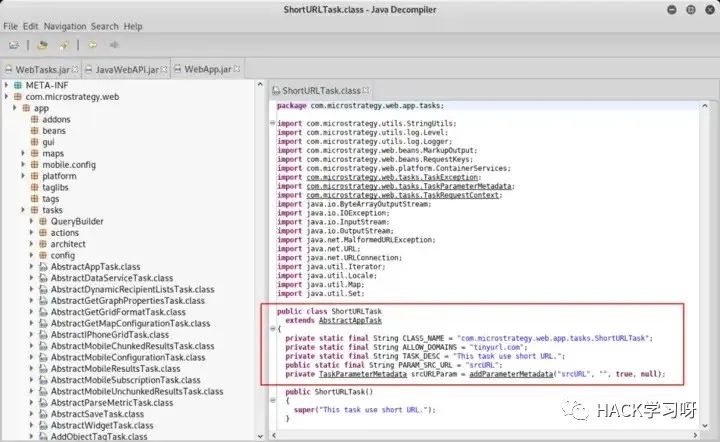 ShortURLTask.class - Java Decompiler
File Edit Navigation Search Help
WebTasks.jar
JavaWebAPI.jar
WebApp.jar
META-INF
com.microstrategy.web
app
addons
beans
gui
maps
mobile.config
platform
taglibs
tags
tasks
QueryBuilder
actions
architect
config
AbstractAppTask.class
AbstractDataServiceTask.class
AbstractDynamicRecipientListsTask.class
AbstractGetGraphPropertiesTask.class
AbstractGetGridFormatTask.class
AbstractGetMapConfigurationTask.class
AbstractIPhoneGridTask.class
AbstractMobileChunkedResultsTask.class
AbstractMobileConfigurationTask.class
AbstractMobileResultsTask.class
AbstractMobileSubscriptionTask.class
AbstractMobileUnchunkedResultsTask.class
AbstractParseMetricTask.class
AbstractSaveTask.class
AbstractWidgetTask.class
AddObjectTagTask.class
ShortURLTask.class
package com.microstrategy.web.app.tasks;
import com.microstrategy.utils.StringUtils;
import com.microstrategy.utils.log.Level;
import com.microstrategy.utils.log.Logger;
import com.microstrategy.web.beans.MarkupOutput;
import com.microstrategy.web.beans.RequestKeys;
import com.microstrategy.web.platform.ContainerServices;
import com.microstrategy.web.tasks.TaskException;
import com.microstrategy.web.tasks.TaskParameterMetadata;
import com.microstrategy.web.tasks.TaskRequestContext;
import java.io.ByteArrayOutputStream;
import java.io.IOException;
import java.io.InputStream;
import java.io.OutputStream;
import java.net.MalformedURLException;
import java.net.URL;
import java.net.URLConnection;
import java.util.Iterator;
import java.util.Locale;
import java.util.Map;
import java.util.Set;
public class ShortURLTask
extends AbstractAppTask
{
private static final String CLASS_NAME = "com.microstrategy.web.app.tasks.ShortURLTask";
private static final String ALLOW_DOMAINS = "tinyurl.com";
private static final String TASK_DESC = "This task use short URL.";
public static final String PARAM_SRC_URL = "srcURL";
private TaskParameterMetadata srcURLParam = addParameterMetadata("srcURL", "", true, null);
public ShortURLTask()
{
super("This task use short URL.");
}
HACK学习呀